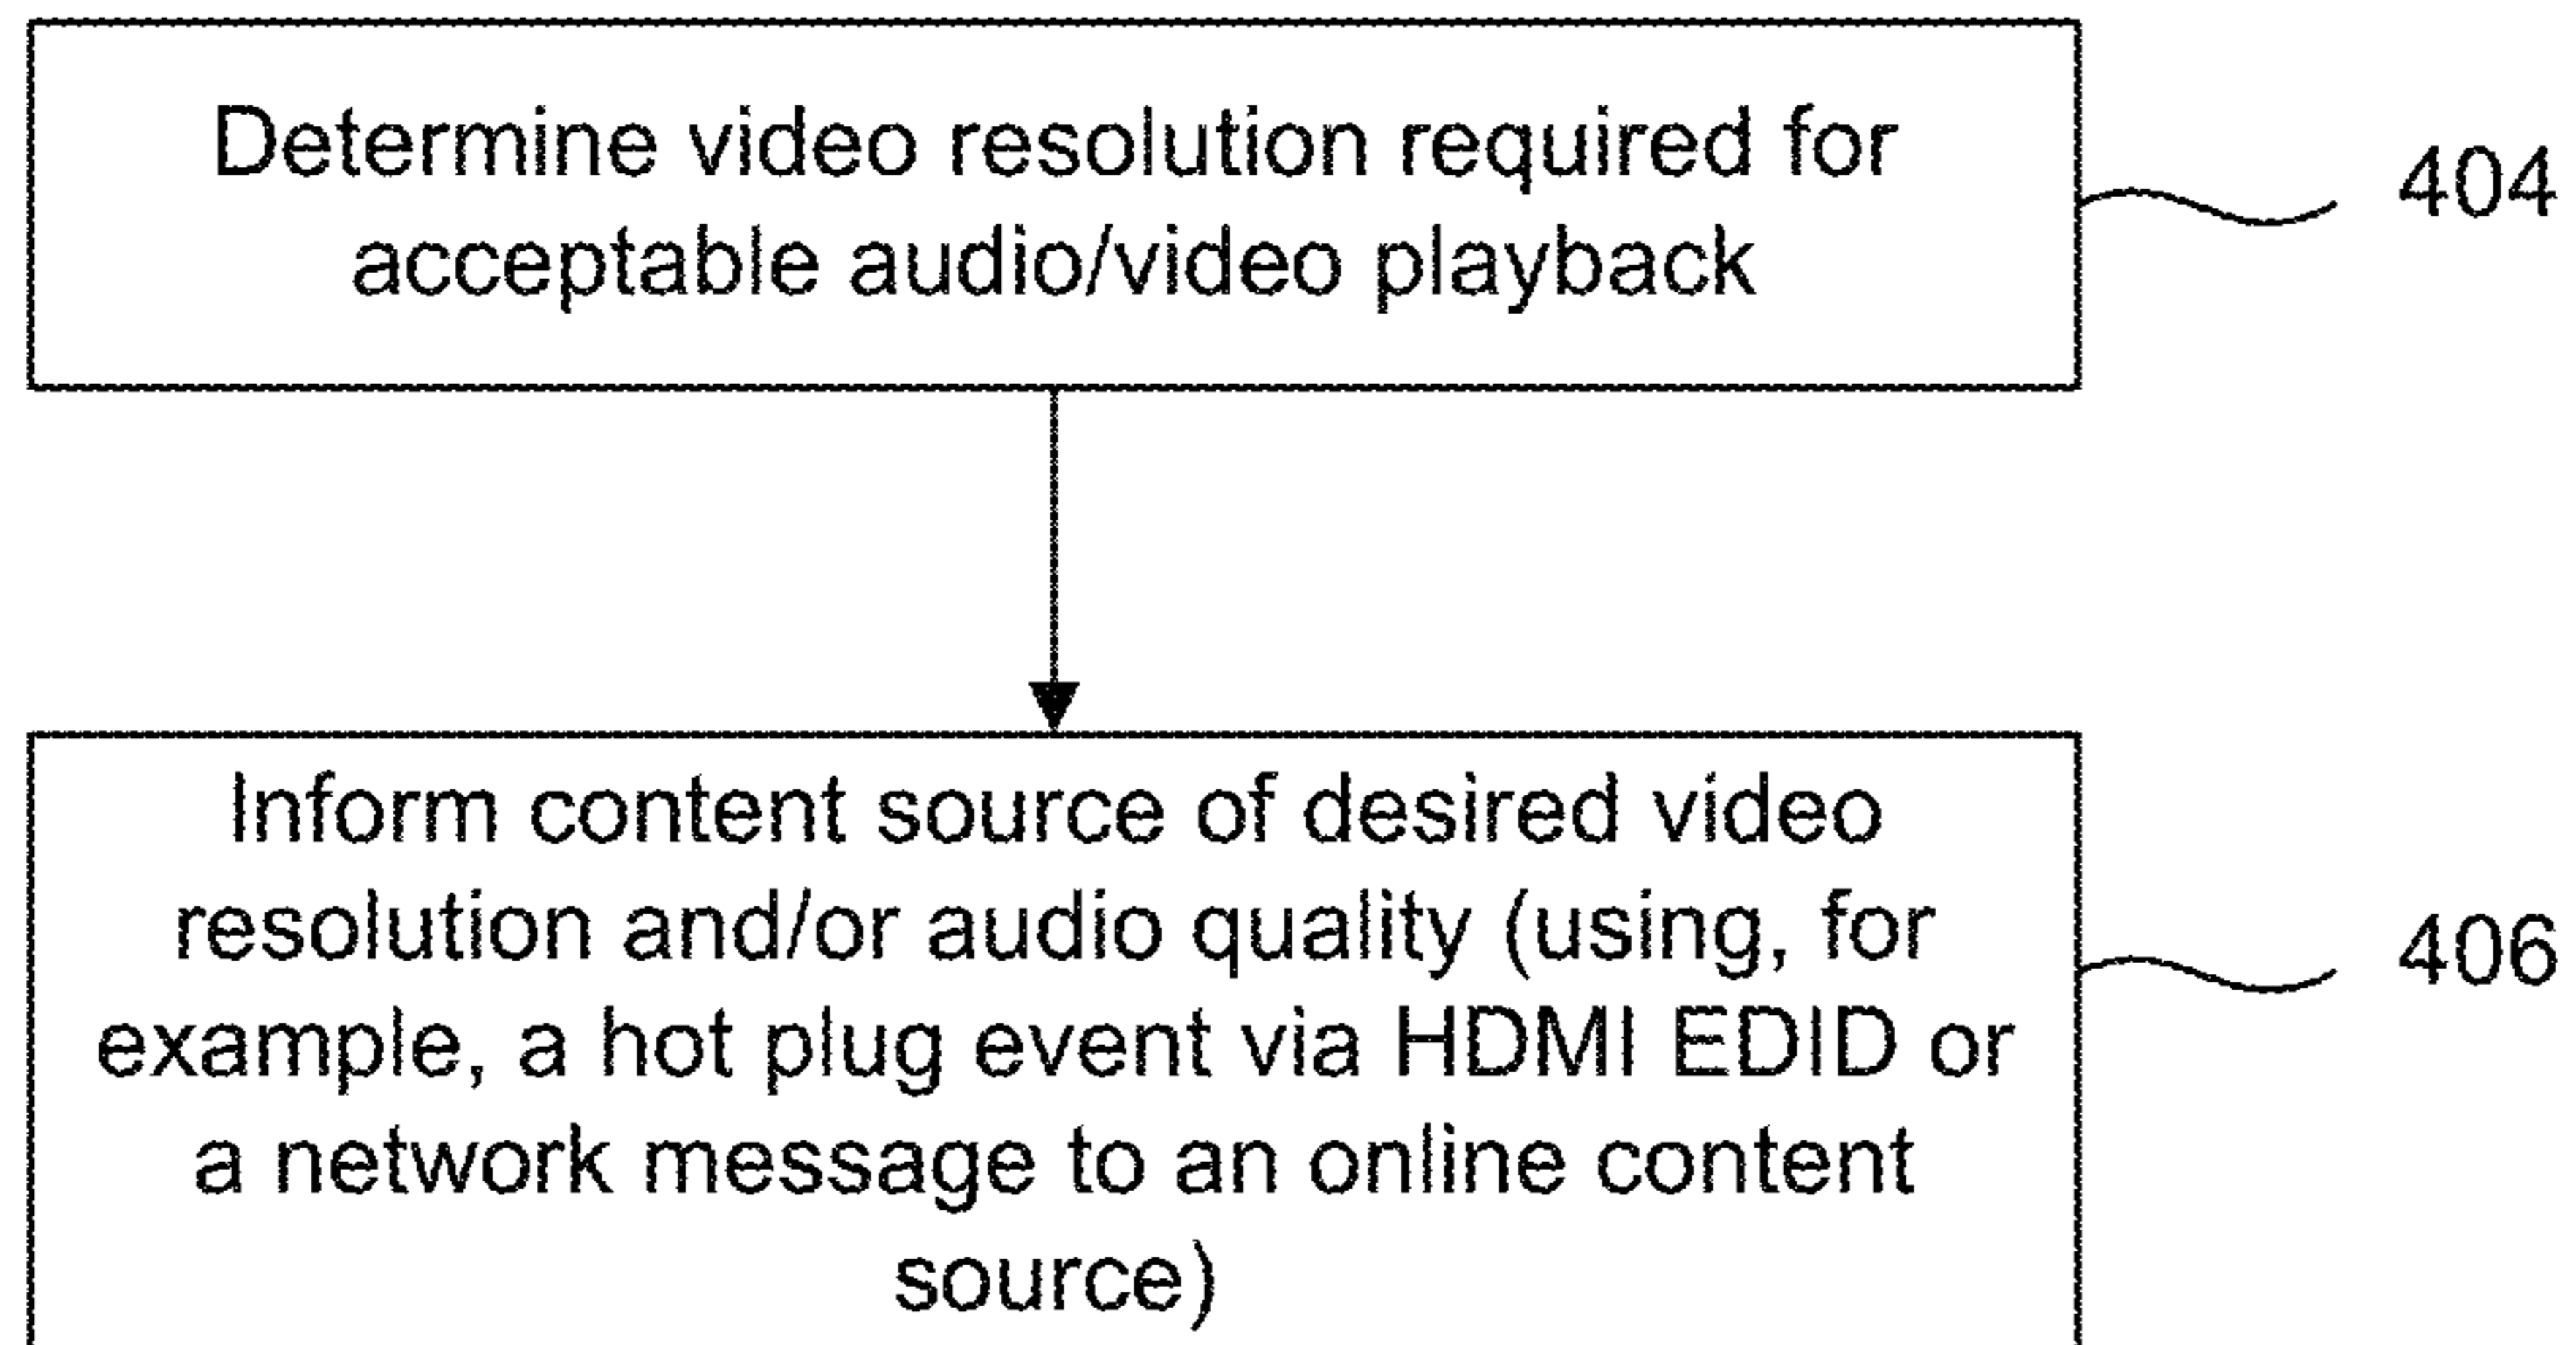 Determine video resolution required for
acceptable audio/video playback
404
Inform content source of desired video
resolution and/or audio quality (using, for
example, a hot plug event via HDMI EDID or
a network message to an online content
source)
406